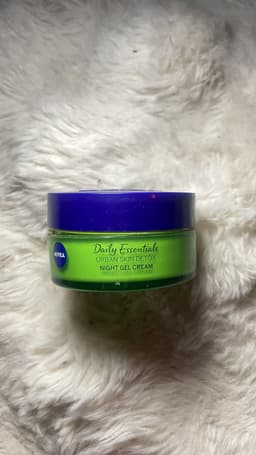 NIVEA
Daily Essentials
URBAN SKIN DETOX
NIGHT GEL CREAM